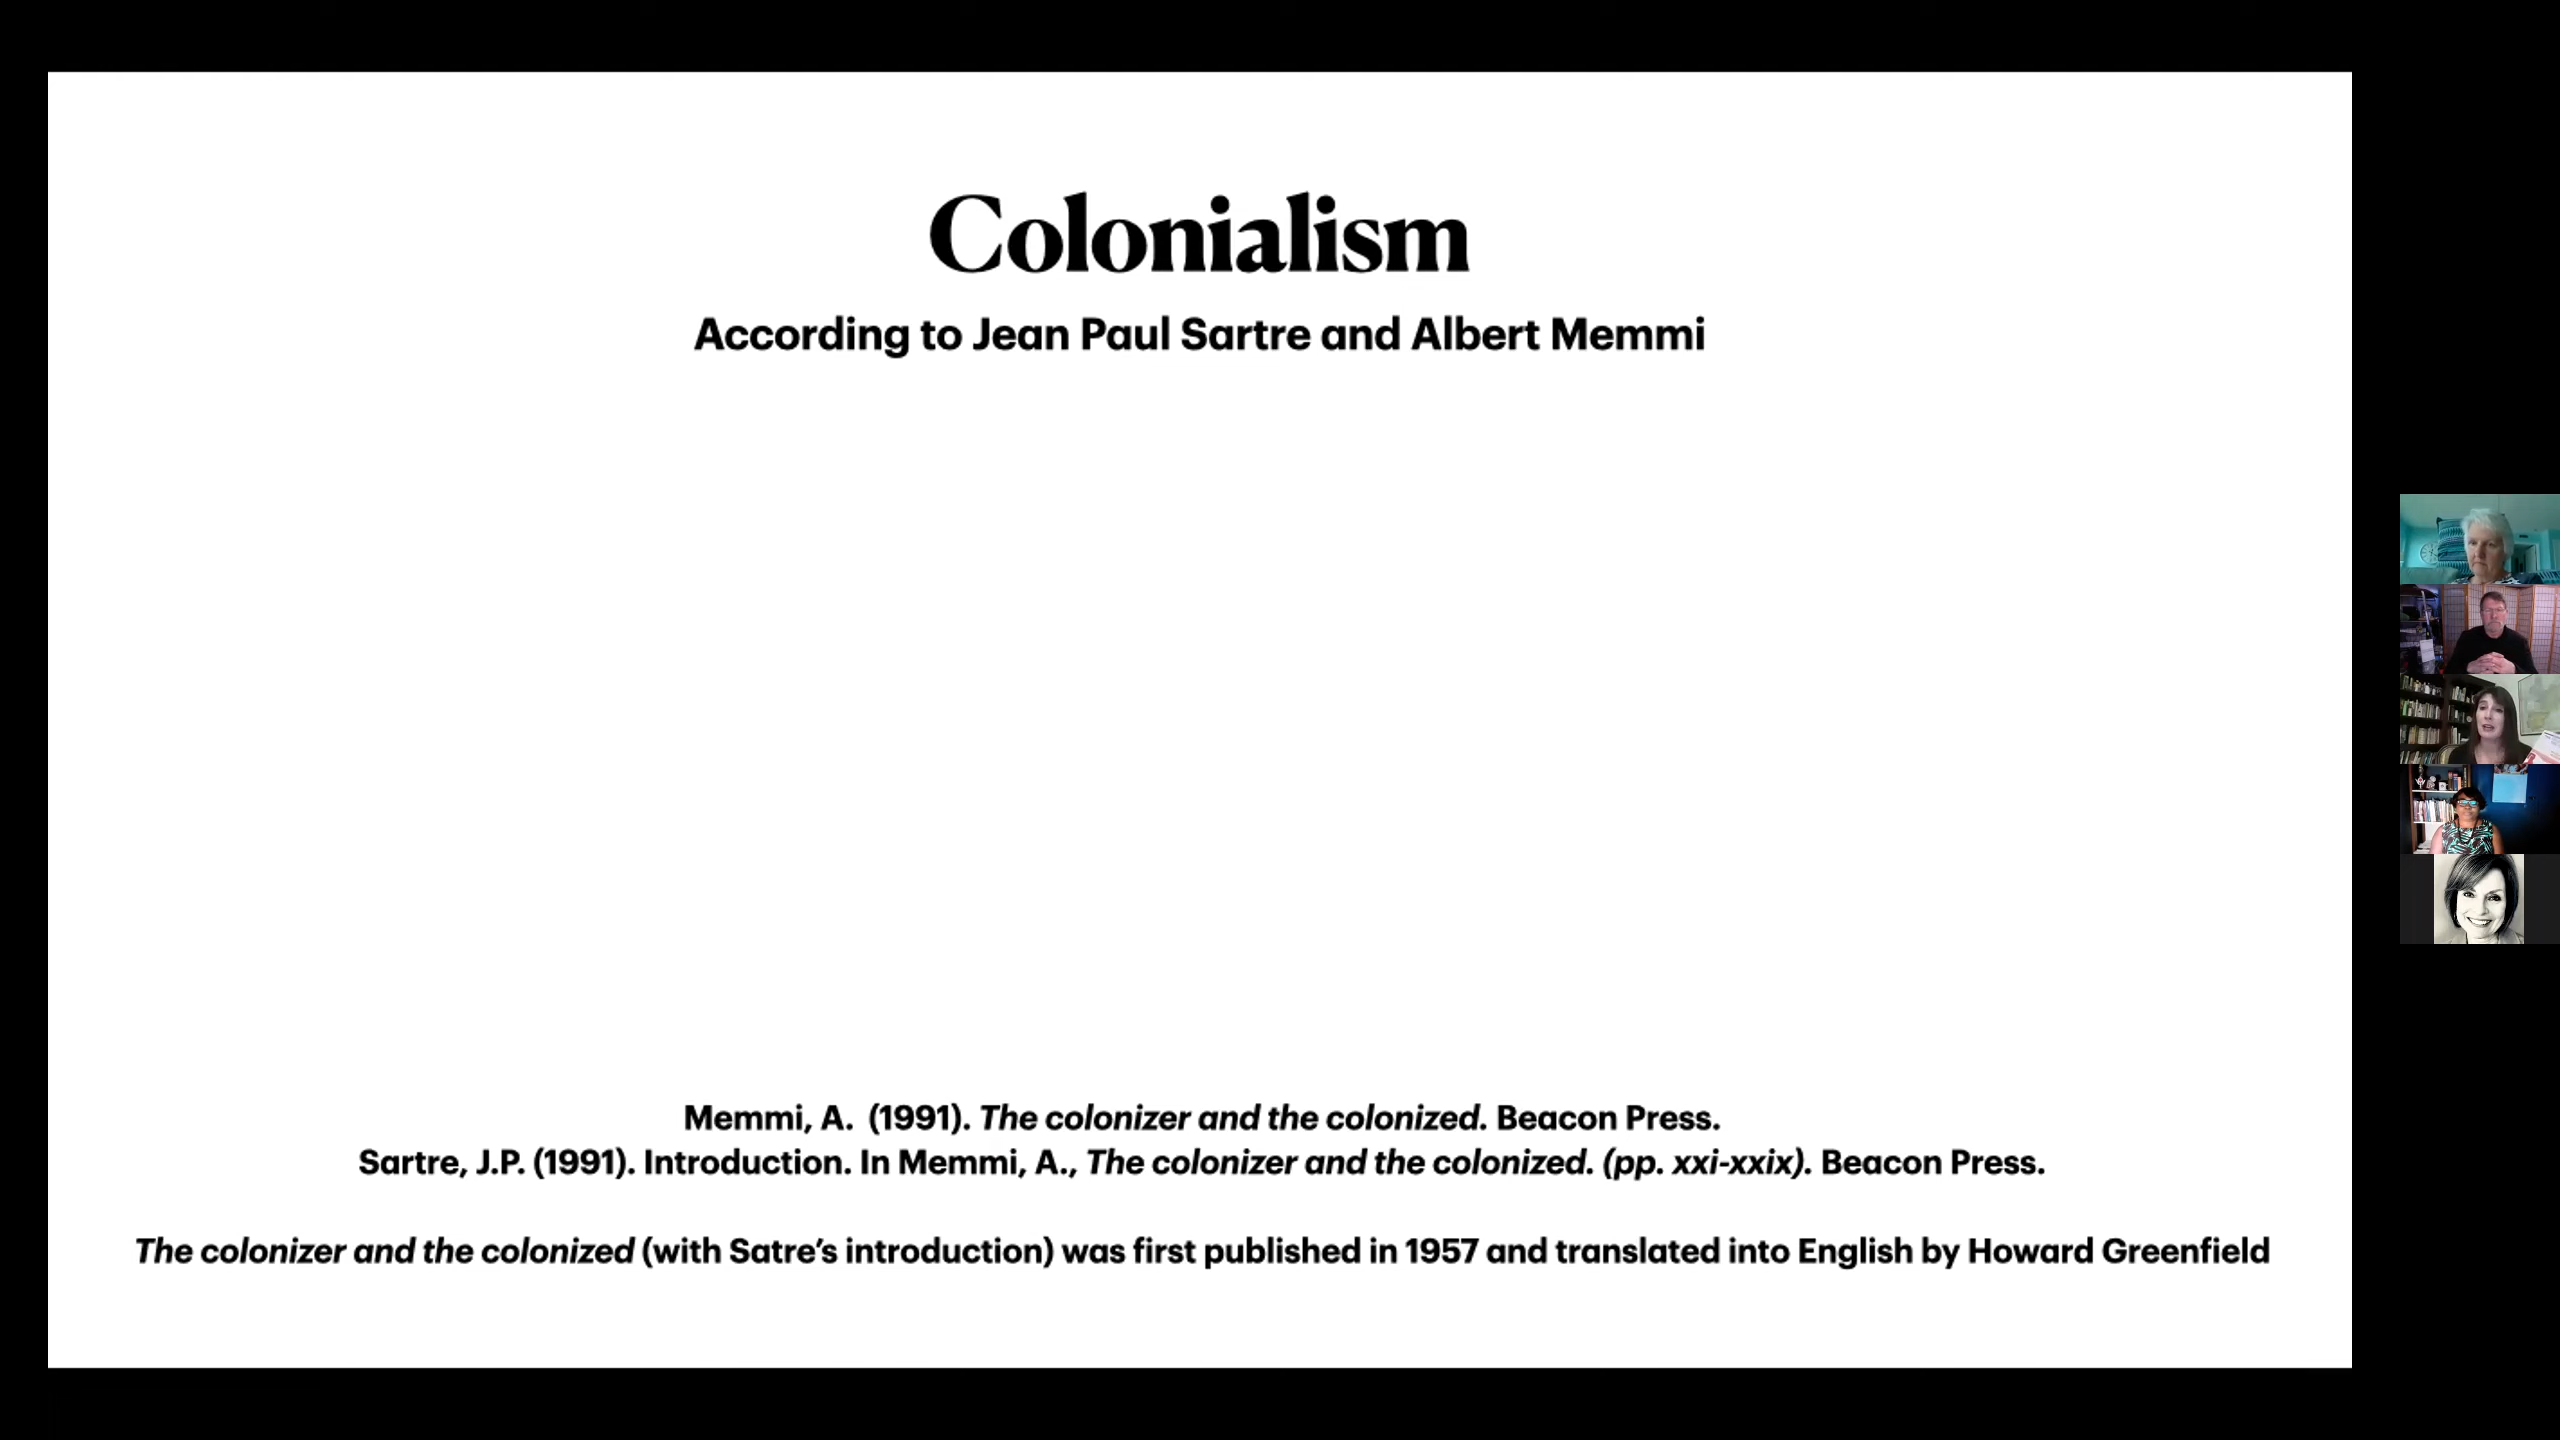 Colonialism
According to Jean Paul Sartre and Albert Memmi
Memmi, A.  (1991). The colonizer and the colonized. Beacon Press.
Sartre, J.P. (1991). Introduction. In Memmi, A., The colonizer and the colonized. (pp. xxi-xxix). Beacon Press.
The colonizer and the colonized (with Satre’s introduction) was first published in 1957 and translated into English by Howard Greenfield